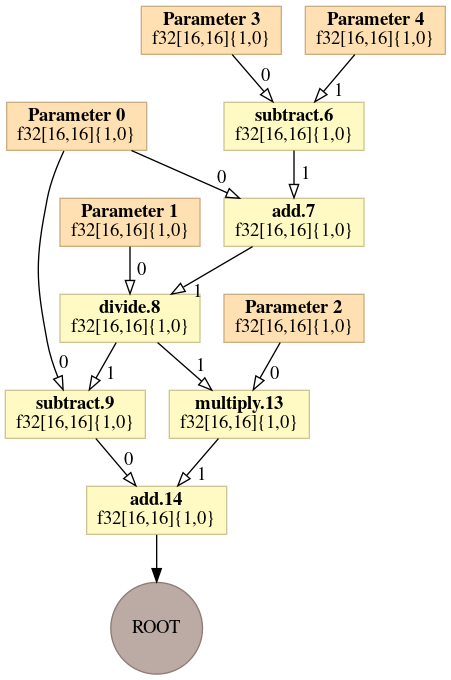 Parameter 3
f32[16,16]{1,0}
Parameter 4
f32[16,16]{1,0}
0
1
Parameter 0
f32[16,16]{1,0}
subtract.6
f32[16,16]{1,0}
0
1
Parameter 1
f32[16,16]{1,0}
add.7
f32[16,16]{1,0}
0
1
divide.8
f32[16,16]{1,0}
Parameter 2
f32[16,16]{1,0}
0
1
1
0
subtract.9
f32[16,16]{1,0}
multiply.13
f32[16,16]{1,0}
0
1
add.14
f32[16,16]{1,0}
ROOT